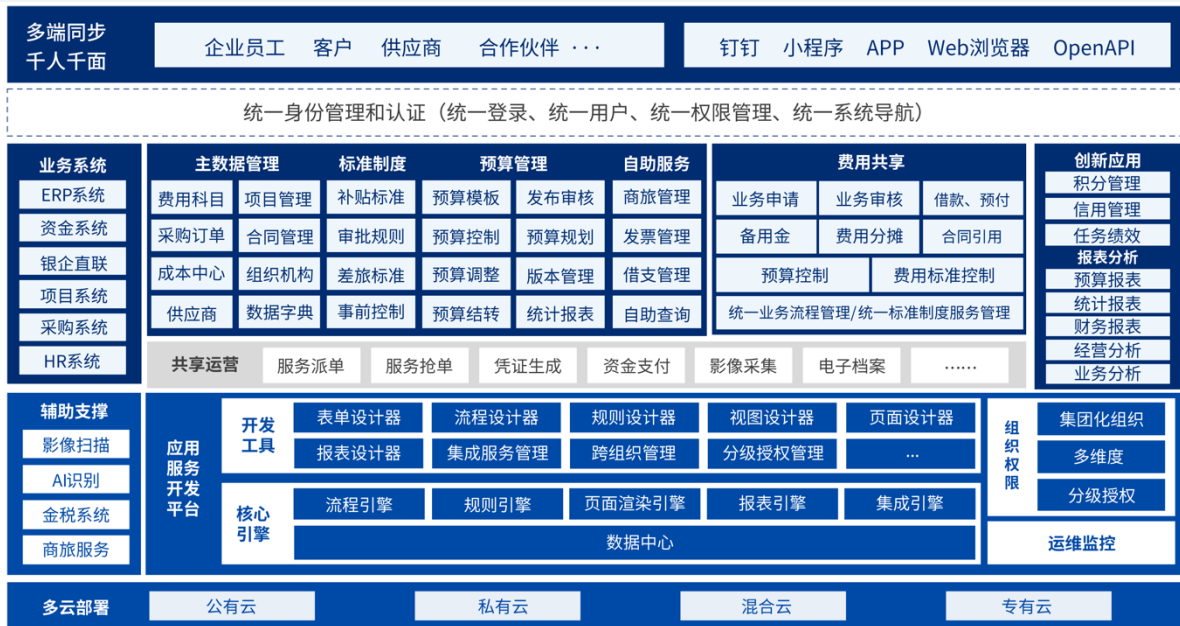 多端同步
千人千面
企业员工 客户 供应商 合作伙伴 ···
钉钉 小程序 APP Web浏览器 OpenAPI
统一身份管理和认证（统一登录、统一用户、统一权限管理、统一系统导航）
业务系统
ERP系统
资金系统
银企直联
项目系统
采购系统
HR系统
主数据管理
费用科目 项目管理
采购订单 合同管理
成本中心 组织机构
供应商 数据字典
标准制度
补贴标准
审批规则
差旅标准
事前控制
预算管理
预算模板 发布审核
预算控制 预算规划
预算调整 版本管理
预算结转 统计报表
自助服务
商旅管理
发票管理
借支管理
自助查询
费用共享
业务申请 业务审核 借款、预付
备用金 费用分摊 合同引用
预算控制 费用标准控制
统一业务流程管理/统一标准制度服务管理
创新应用
积分管理
信用管理
任务绩效
报表分析
预算报表
统计报表
财务报表
经营分析
业务分析
共享运营 服务派单 服务抢单 凭证生成 资金支付 影像采集 电子档案 ……
辅助支撑
影像扫描
AI识别
金税系统
商旅服务
应用
服务
开发
平台
开发
工具
表单设计器 流程设计器 规则设计器 视图设计器 页面设计器
报表设计器 集成服务管理 跨组织管理 分级授权管理 ...
核心
引擎
流程引擎 规则引擎 页面渲染引擎 报表引擎 集成引擎
数据中心
组织权限
集团化组织
多维度
分级授权
运维监控
多云部署 公有云 私有云 混合云 专有云